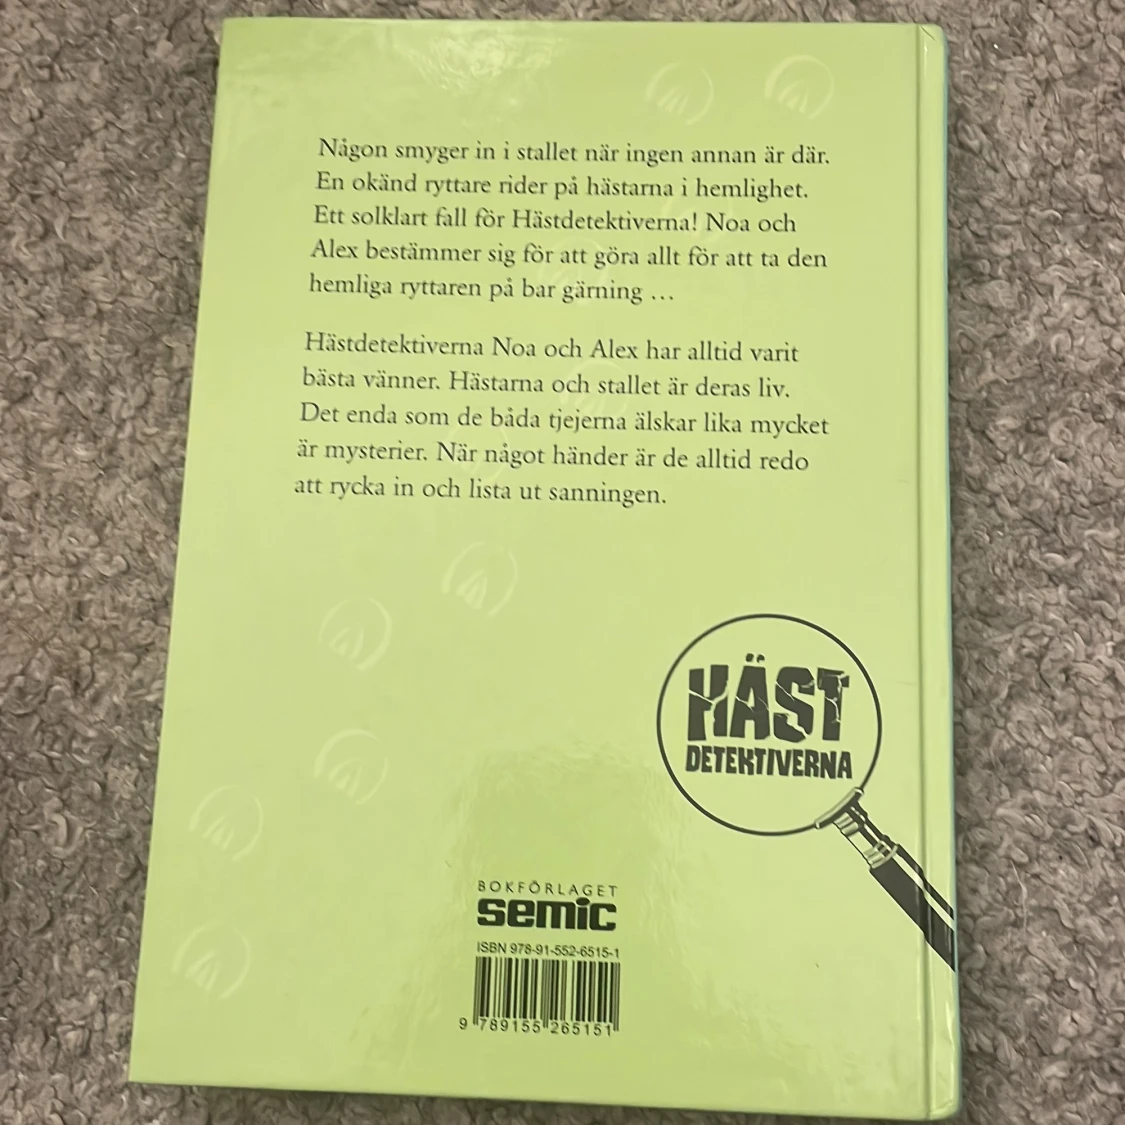 Någon smyger in i stallet när ingen annan är där.
En okänd ryttare rider på hästarna i hemlighet.
Ett solklart fall för Hästdetektiverna! Noa och
Alex bestämmer sig för att göra allt för att ta den
hemliga ryttaren på bar gärning …
Hästdetektiverna Noa och Alex har alltid varit
bästa vänner. Hästarna och stallet är deras liv.
Det enda som de båda tjejerna älskar lika mycket
är mysterier. När något händer är de alltid redo
att rycka in och lista ut sanningen.
HÄST
DETEKTIVERNA
BOKFÖRLAGET
semic
ISBN 978-91-552-6515-1
9 789155 265151